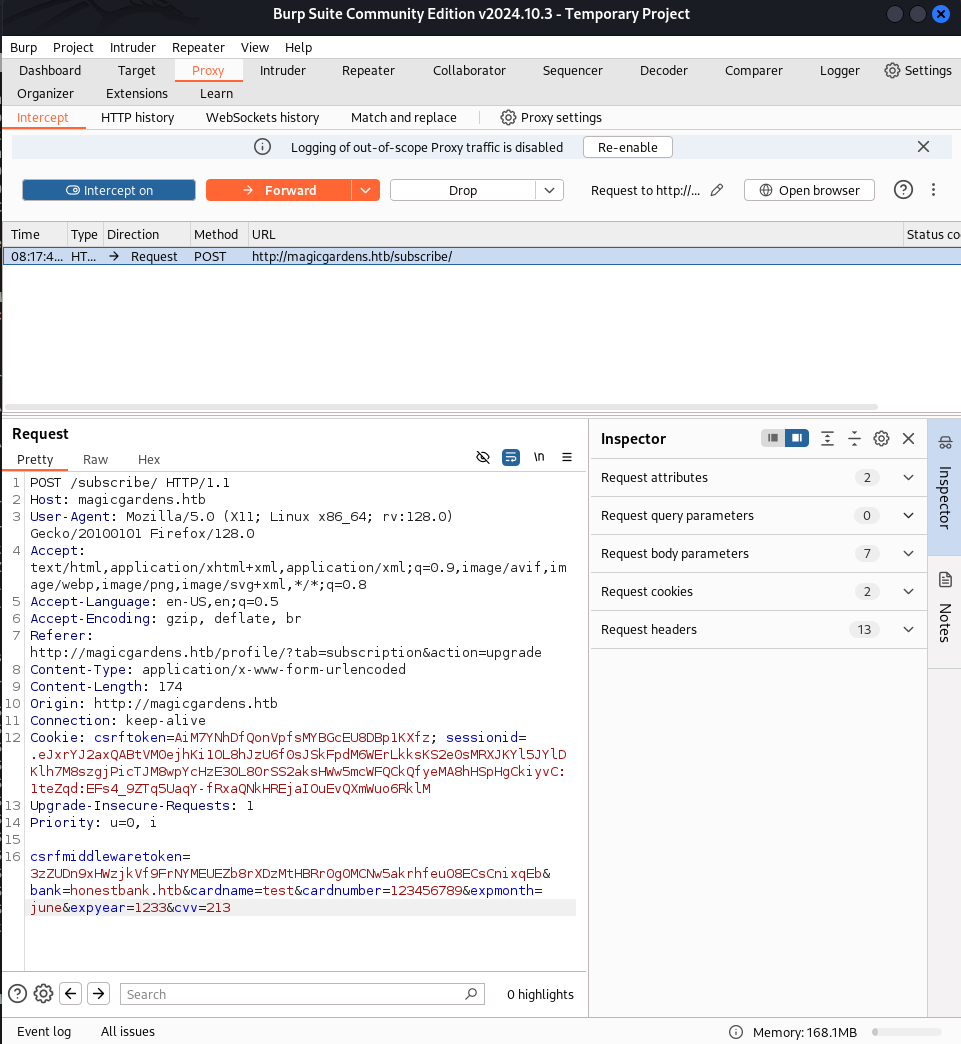 Burp Suite Community Edition v2024.10.3 - Temporary Project
Burp Project Intruder Repeater View Help
Dashboard Target Proxy Intruder Repeater Collaborator Sequencer Decoder Comparer Logger Settings
Organizer Extensions Learn
Intercept HTTP history WebSockets history Match and replace Proxy settings
Logging of out-of-scope Proxy traffic is disabled Re-enable
Intercept on Forward Drop Request to http://... Open browser
Time Type Direction Method URL Status co
08:17:4... HT... → Request POST http://magicgardens.htb/subscribe/
Request
Pretty Raw Hex \n
1 POST /subscribe/ HTTP/1.1
2 Host: magicgardens.htb
3 User-Agent: Mozilla/5.0 (X11; Linux x86_64; rv:128.0)
Gecko/20100101 Firefox/128.0
4 Accept:
text/html,application/xhtml+xml,application/xml;q=0.9,image/avif,im
age/webp,image/png,image/svg+xml,*/*;q=0.8
5 Accept-Language: en-US,en;q=0.5
6 Accept-Encoding: gzip, deflate, br
7 Referer:
http://magicgardens.htb/profile/?tab=subscription&action=upgrade
8 Content-Type: application/x-www-form-urlencoded
9 Content-Length: 174
10 Origin: http://magicgardens.htb
11 Connection: keep-alive
12 Cookie: csrftoken=AiM7YNhDfQonVpfsMYBGcEU8DBp1KXfz; sessionid=
.eJxrYJ2axQABtVM0ejhKi1OL8hJzU6f0sJSkFpdM6WErLkksKS2e0sMRXJKYl5JYlD
Klh7M8szgjPicTJM8wpYcHzE3OL80rSS2aksHWw5mcWFQCkQfyeMA8hHSpHgCkiyvC:
1teZqd:EFs4_9ZTq5UaqY-fRxaQNkHREjaIOuEvQXmWuo6RklM
13 Upgrade-Insecure-Requests: 1
14 Priority: u=0, i
15
16 csrfmiddlewaretoken=
3zZUDn9xHWzjkVf9FrNYMEUEZb8rXDzMtHBRrOg0MCNw5akrhfeuO8ECsCnixqEb&
bank=honestbank.htb&cardname=test&cardnumber=123456789&expmonth=
june&expyear=1233&cvv=213
Search 0 highlights
Inspector
Request attributes 2
Request query parameters 0
Request body parameters 7
Request cookies 2
Request headers 13
Inspector
Notes
Event log All issues Memory: 168.1MB